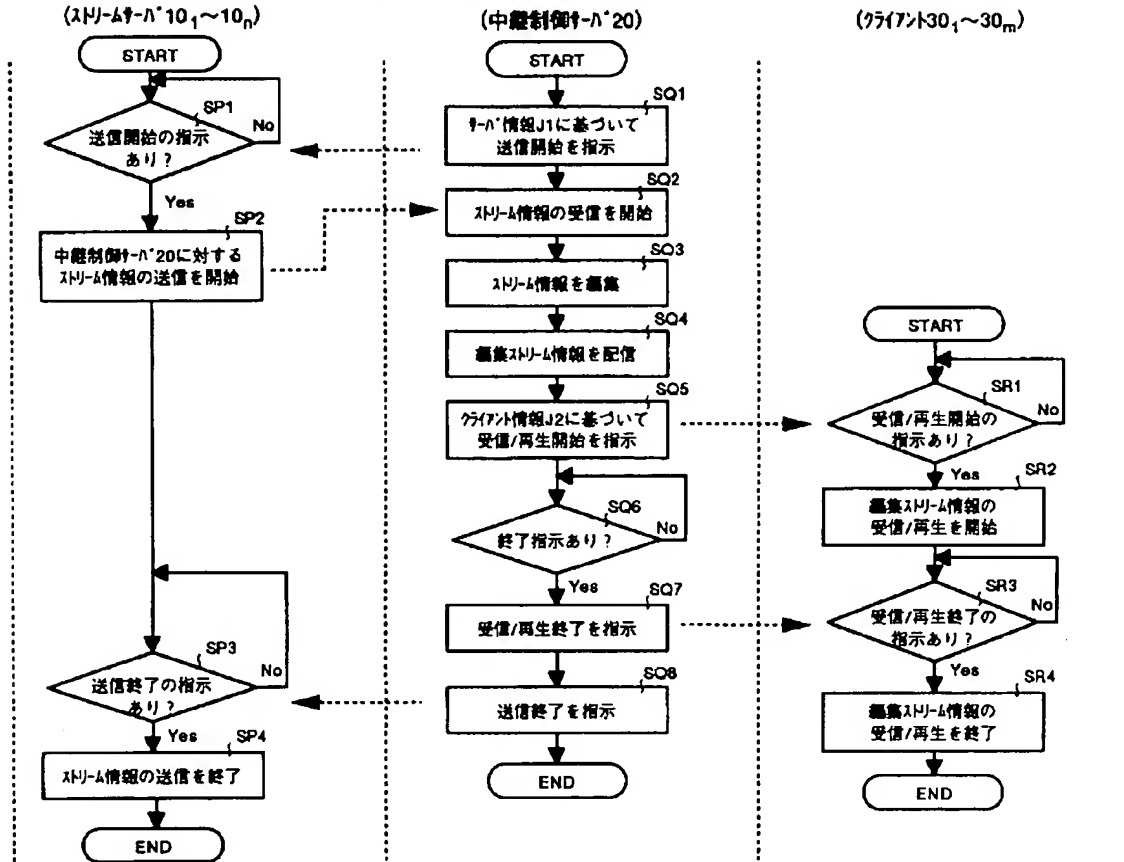 (ストリームサーバ10₁～10ₙ)
START
SP1
送信開始の指示
あり？
No
Yes
SP2
中継制御サーバ20に対する
ストリーム情報の送信を開始
SP3
送信終了の指示
あり？
No
Yes
SP4
ストリーム情報の送信を終了
END
(中継制御サーバ20)
START
SQ1
サーバ情報J1に基づいて
送信開始を指示
SQ2
ストリーム情報の受信を開始
SQ3
ストリーム情報を編集
SQ4
編集ストリーム情報を配信
SQ5
クライアント情報J2に基づいて
受信/再生開始を指示
SQ6
終了指示あり？
No
Yes
SQ7
受信/再生終了を指示
SQ8
送信終了を指示
END
(クライアント30₁～30ₘ)
START
SR1
受信/再生開始の
指示あり？
No
Yes
SR2
編集ストリーム情報の
受信/再生を開始
SR3
受信/再生終了の
指示あり？
No
Yes
SR4
編集ストリーム情報の
受信/再生を終了
END